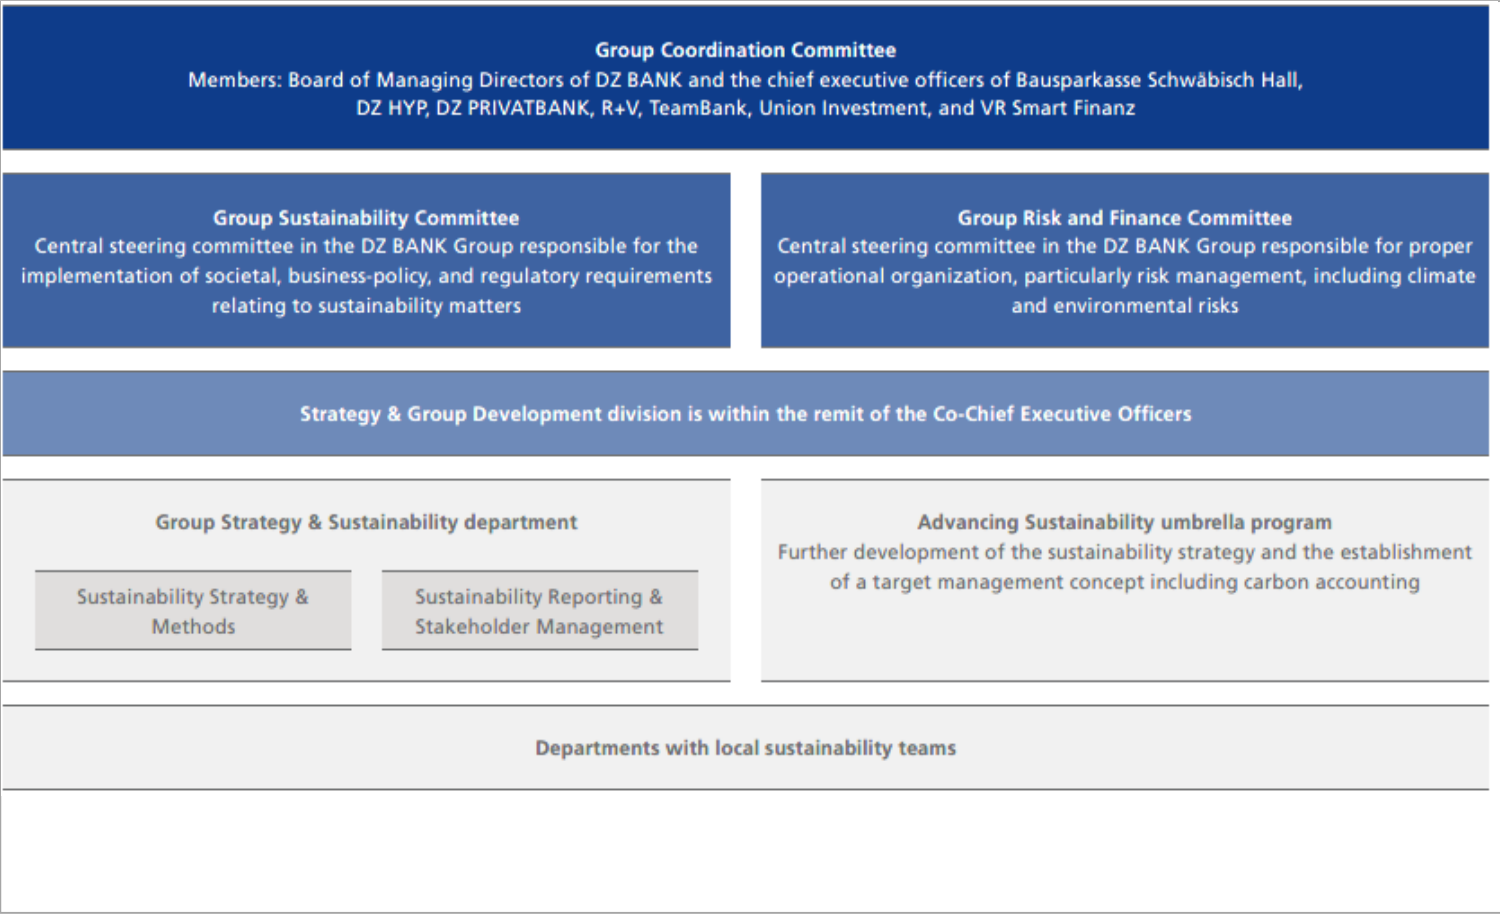 Group Coordination Committee
Members: Board of Managing Directors of DZ BANK and the chief executive officers of Bausparkasse Schwäbisch Hall,
DZ HYP, DZ PRIVATBANK, R+V, TeamBank, Union Investment, and VR Smart Finanz
Group Sustainability Committee
Central steering committee in the DZ BANK Group responsible for the
implementation of societal, business-policy, and regulatory requirements
relating to sustainability matters
Group Risk and Finance Committee
Central steering committee in the DZ BANK Group responsible for proper
operational organization, particularly risk management, including climate
and environmental risks
Strategy & Group Development division is within the remit of the Co-Chief Executive Officers
Group Strategy & Sustainability department
Sustainability Strategy &
Methods
Sustainability Reporting &
Stakeholder Management
Advancing Sustainability umbrella program
Further development of the sustainability strategy and the establishment
of a target management concept including carbon accounting
Departments with local sustainability teams